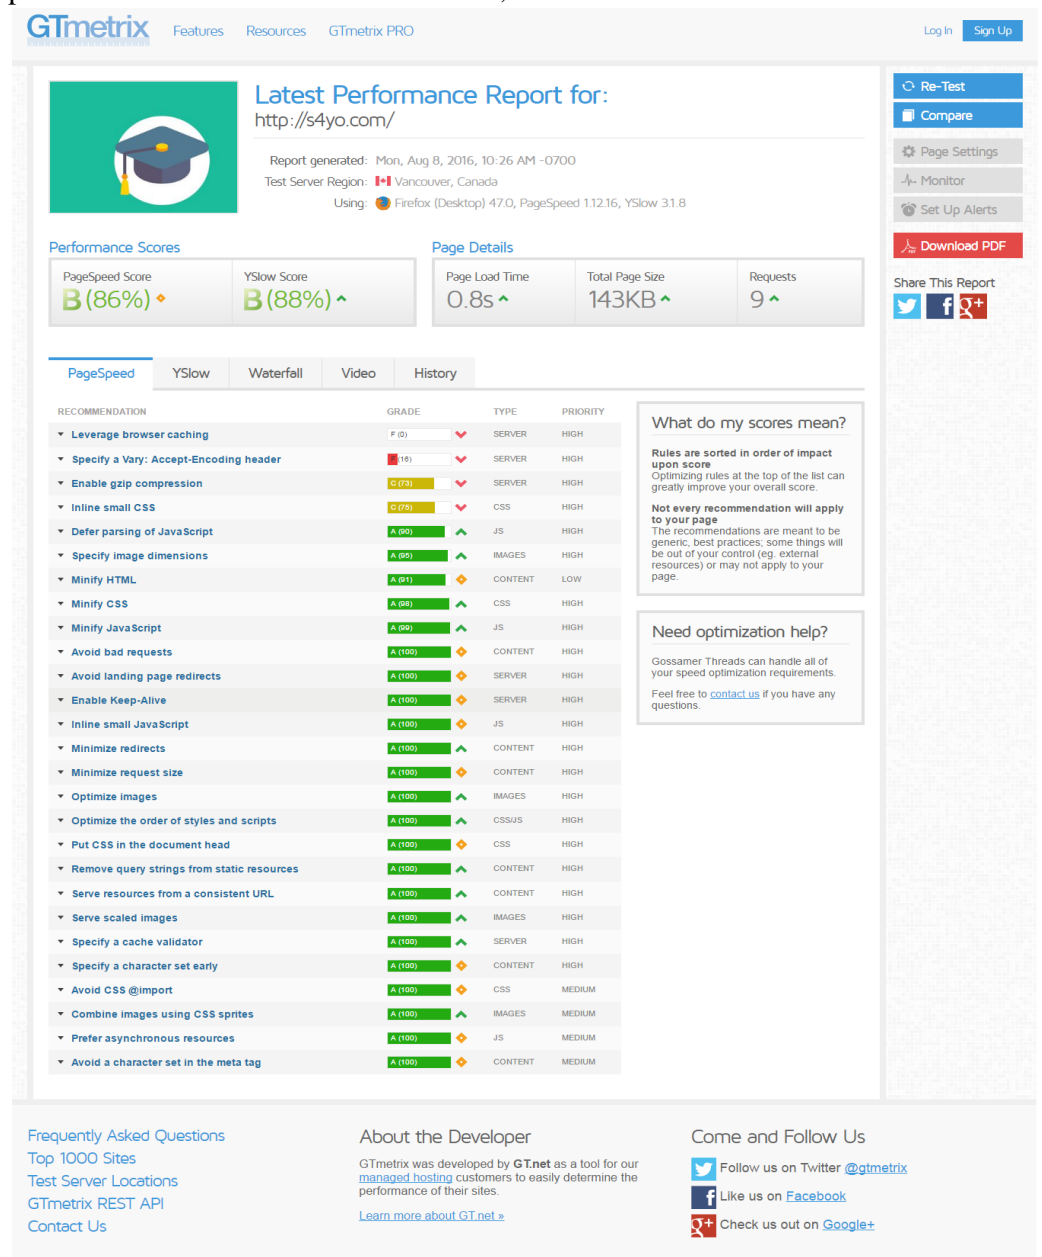 GTmetrix Features Resources GTmetrix PRO Log In Sign Up
Latest Performance Report for:
http://s4yo.com/
Report generated: Mon, Aug 8, 2016, 10:26 AM -0700
Test Server Region: Vancouver, Canada
Using: Firefox (Desktop) 47.0, PageSpeed 1.12.16, YSlow 3.1.8
Re-Test
Compare
Page Settings
Monitor
Set Up Alerts
Download PDF
Share This Report
Performance Scores
PageSpeed Score YSlow Score
B (86%) B (88%)
Page Details
Page Load Time Total Page Size Requests
0.8s 143KB 9
PageSpeed YSlow Waterfall Video History
RECOMMENDATION GRADE TYPE PRIORITY
Leverage browser caching F (0) SERVER HIGH
Specify a Vary: Accept-Encoding header F (16) SERVER HIGH
Enable gzip compression C (73) SERVER HIGH
Inline small CSS C (75) CSS HIGH
Defer parsing of JavaScript A (90) JS HIGH
Specify image dimensions A (95) IMAGES HIGH
Minify HTML A (91) CONTENT LOW
Minify CSS A (98) CSS HIGH
Minify JavaScript A (99) JS HIGH
Avoid bad requests A (100) CONTENT HIGH
Avoid landing page redirects A (100) SERVER HIGH
Enable Keep-Alive A (100) SERVER HIGH
Inline small JavaScript A (100) JS HIGH
Minimize redirects A (100) CONTENT HIGH
Minimize request size A (100) CONTENT HIGH
Optimize images A (100) IMAGES HIGH
Optimize the order of styles and scripts A (100) CSS/JS HIGH
Put CSS in the document head A (100) CSS HIGH
Remove query strings from static resources A (100) CONTENT HIGH
Serve resources from a consistent URL A (100) CONTENT HIGH
Serve scaled images A (100) IMAGES HIGH
Specify a cache validator A (100) SERVER HIGH
Specify a character set early A (100) CONTENT HIGH
Avoid CSS @import A (100) CSS MEDIUM
Combine images using CSS sprites A (100) IMAGES MEDIUM
Prefer asynchronous resources A (100) JS MEDIUM
Avoid a character set in the meta tag A (100) CONTENT MEDIUM
What do my scores mean?
Rules are sorted in order of impact
upon score
Optimizing rules at the top of the list can
greatly improve your overall score.
Not every recommendation will apply
to your page
The recommendations are meant to be
generic, best practices; some things will
be out of your control (eg. external
resources) or may not apply to your
page.
Need optimization help?
Gossamer Threads can handle all of
your speed optimization requirements.
Feel free to contact us if you have any
questions.
Frequently Asked Questions
Top 1000 Sites
Test Server Locations
GTmetrix REST API
Contact Us
About the Developer
GTmetrix was developed by GT.net as a tool for our
managed hosting customers to easily determine the
performance of their sites.
Learn more about GT.net »
Come and Follow Us
Follow us on Twitter @gtmetrix
Like us on Facebook
Check us out on Google+